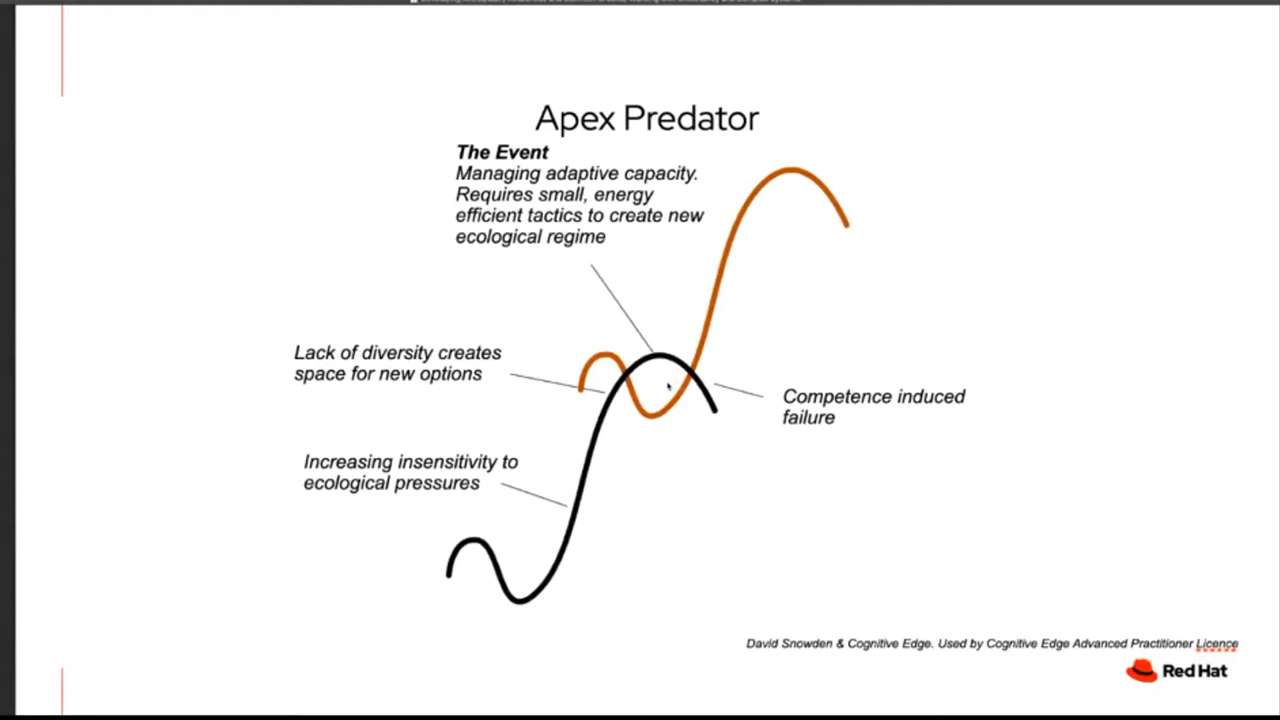 Apex Predator
The Event
Managing adaptive capacity.
Requires small, energy
efficient tactics to create new
ecological regime
Lack of diversity creates
space for new options
Competence induced
failure
Increasing insensitivity to
ecological pressures
David Snowden & Cognitive Edge. Used by Cognitive Edge Advanced Practitioner Licence
Red Hat